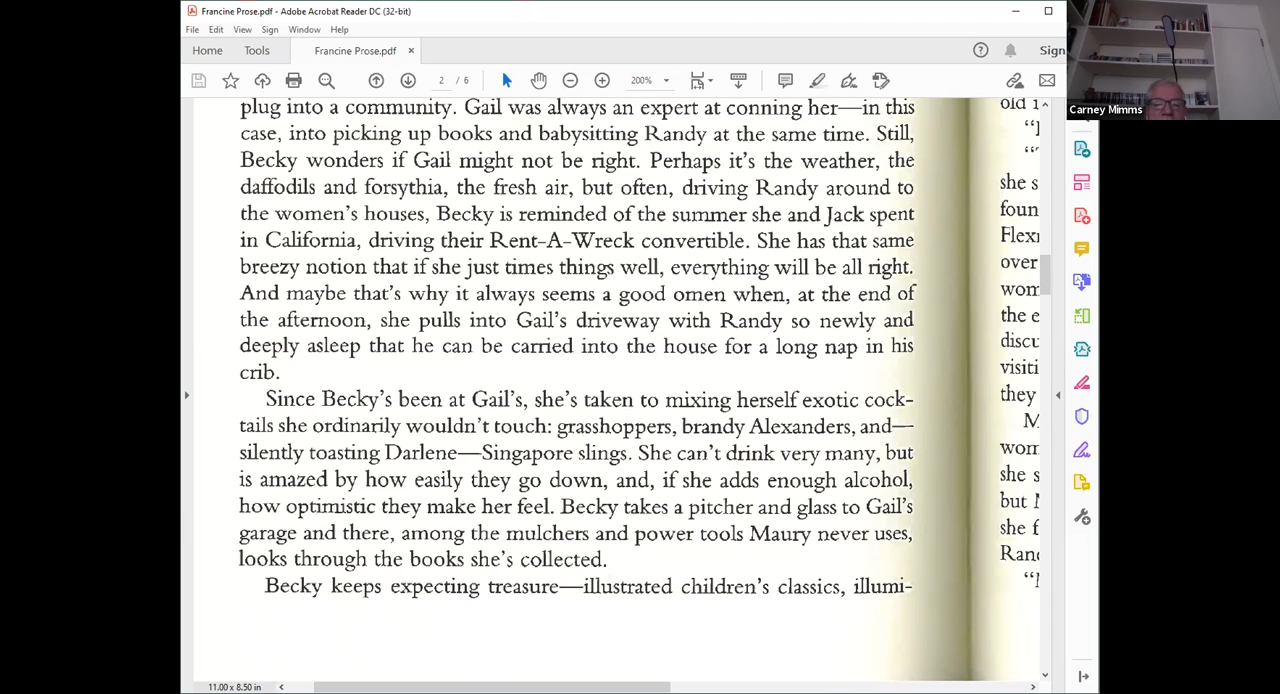 Francine Prose.pdf - Adobe Acrobat Reader DC (32-bit)
File Edit View Sign Window Help
Home Tools Francine Prose.pdf × Sign
2 / 6 200%
Carney Mimms
plug into a community. Gail was always an expert at conning her—in this
case, into picking up books and babysitting Randy at the same time. Still,
Becky wonders if Gail might not be right. Perhaps it's the weather, the
daffodils and forsythia, the fresh air, but often, driving Randy around to
the women's houses, Becky is reminded of the summer she and Jack spent
in California, driving their Rent-A-Wreck convertible. She has that same
breezy notion that if she just times things well, everything will be all right.
And maybe that's why it always seems a good omen when, at the end of
the afternoon, she pulls into Gail's driveway with Randy so newly and
deeply asleep that he can be carried into the house for a long nap in his
crib.
Since Becky's been at Gail's, she's taken to mixing herself exotic cock-
tails she ordinarily wouldn't touch: grasshoppers, brandy Alexanders, and—
silently toasting Darlene—Singapore slings. She can't drink very many, but
is amazed by how easily they go down, and, if she adds enough alcohol,
how optimistic they make her feel. Becky takes a pitcher and glass to Gail's
garage and there, among the mulchers and power tools Maury never uses,
looks through the books she's collected.
Becky keeps expecting treasure—illustrated children's classics, illumi-
old
she s
foun
over
wom
the e
discu
visiti
they
M
wom
she s
but
she f
11.00 x 8.50 in